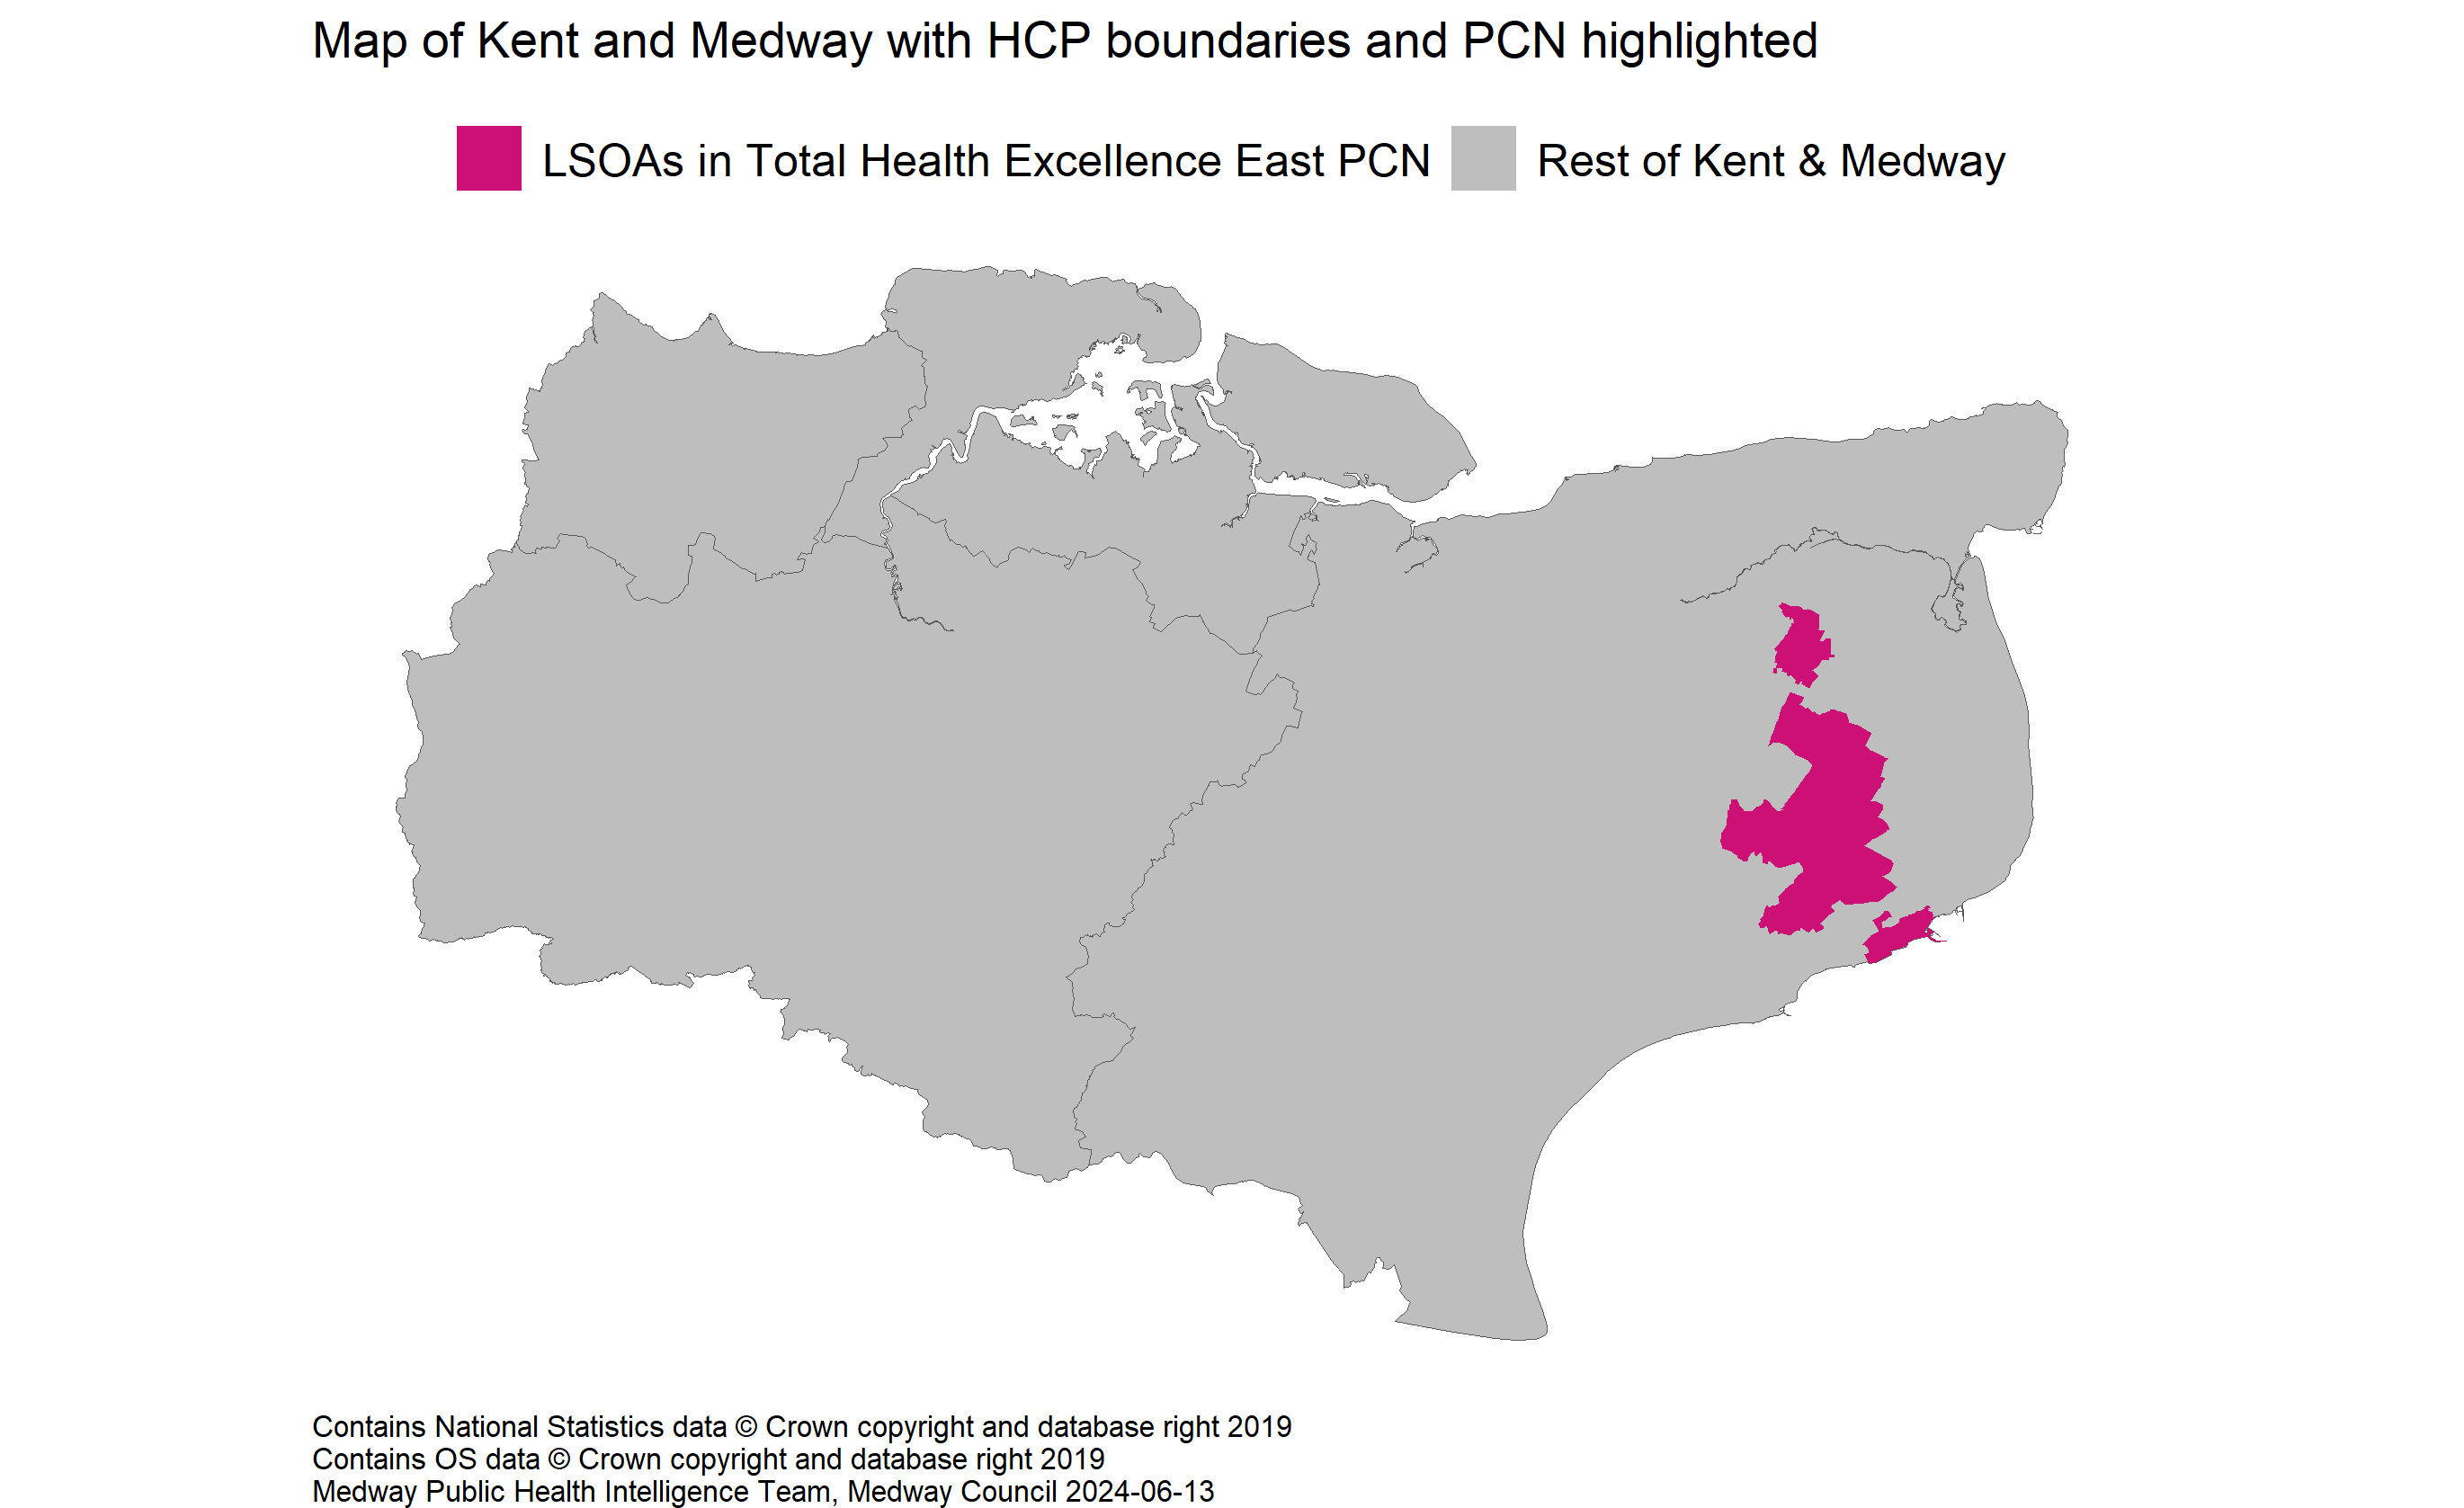 Map of Kent and Medway with HCP boundaries and PCN highlighted
LSOAs in Total Health Excellence East PCN Rest of Kent & Medway
Contains National Statistics data © Crown copyright and database right 2019
Contains OS data © Crown copyright and database right 2019
Medway Public Health Intelligence Team, Medway Council 2024-06-13